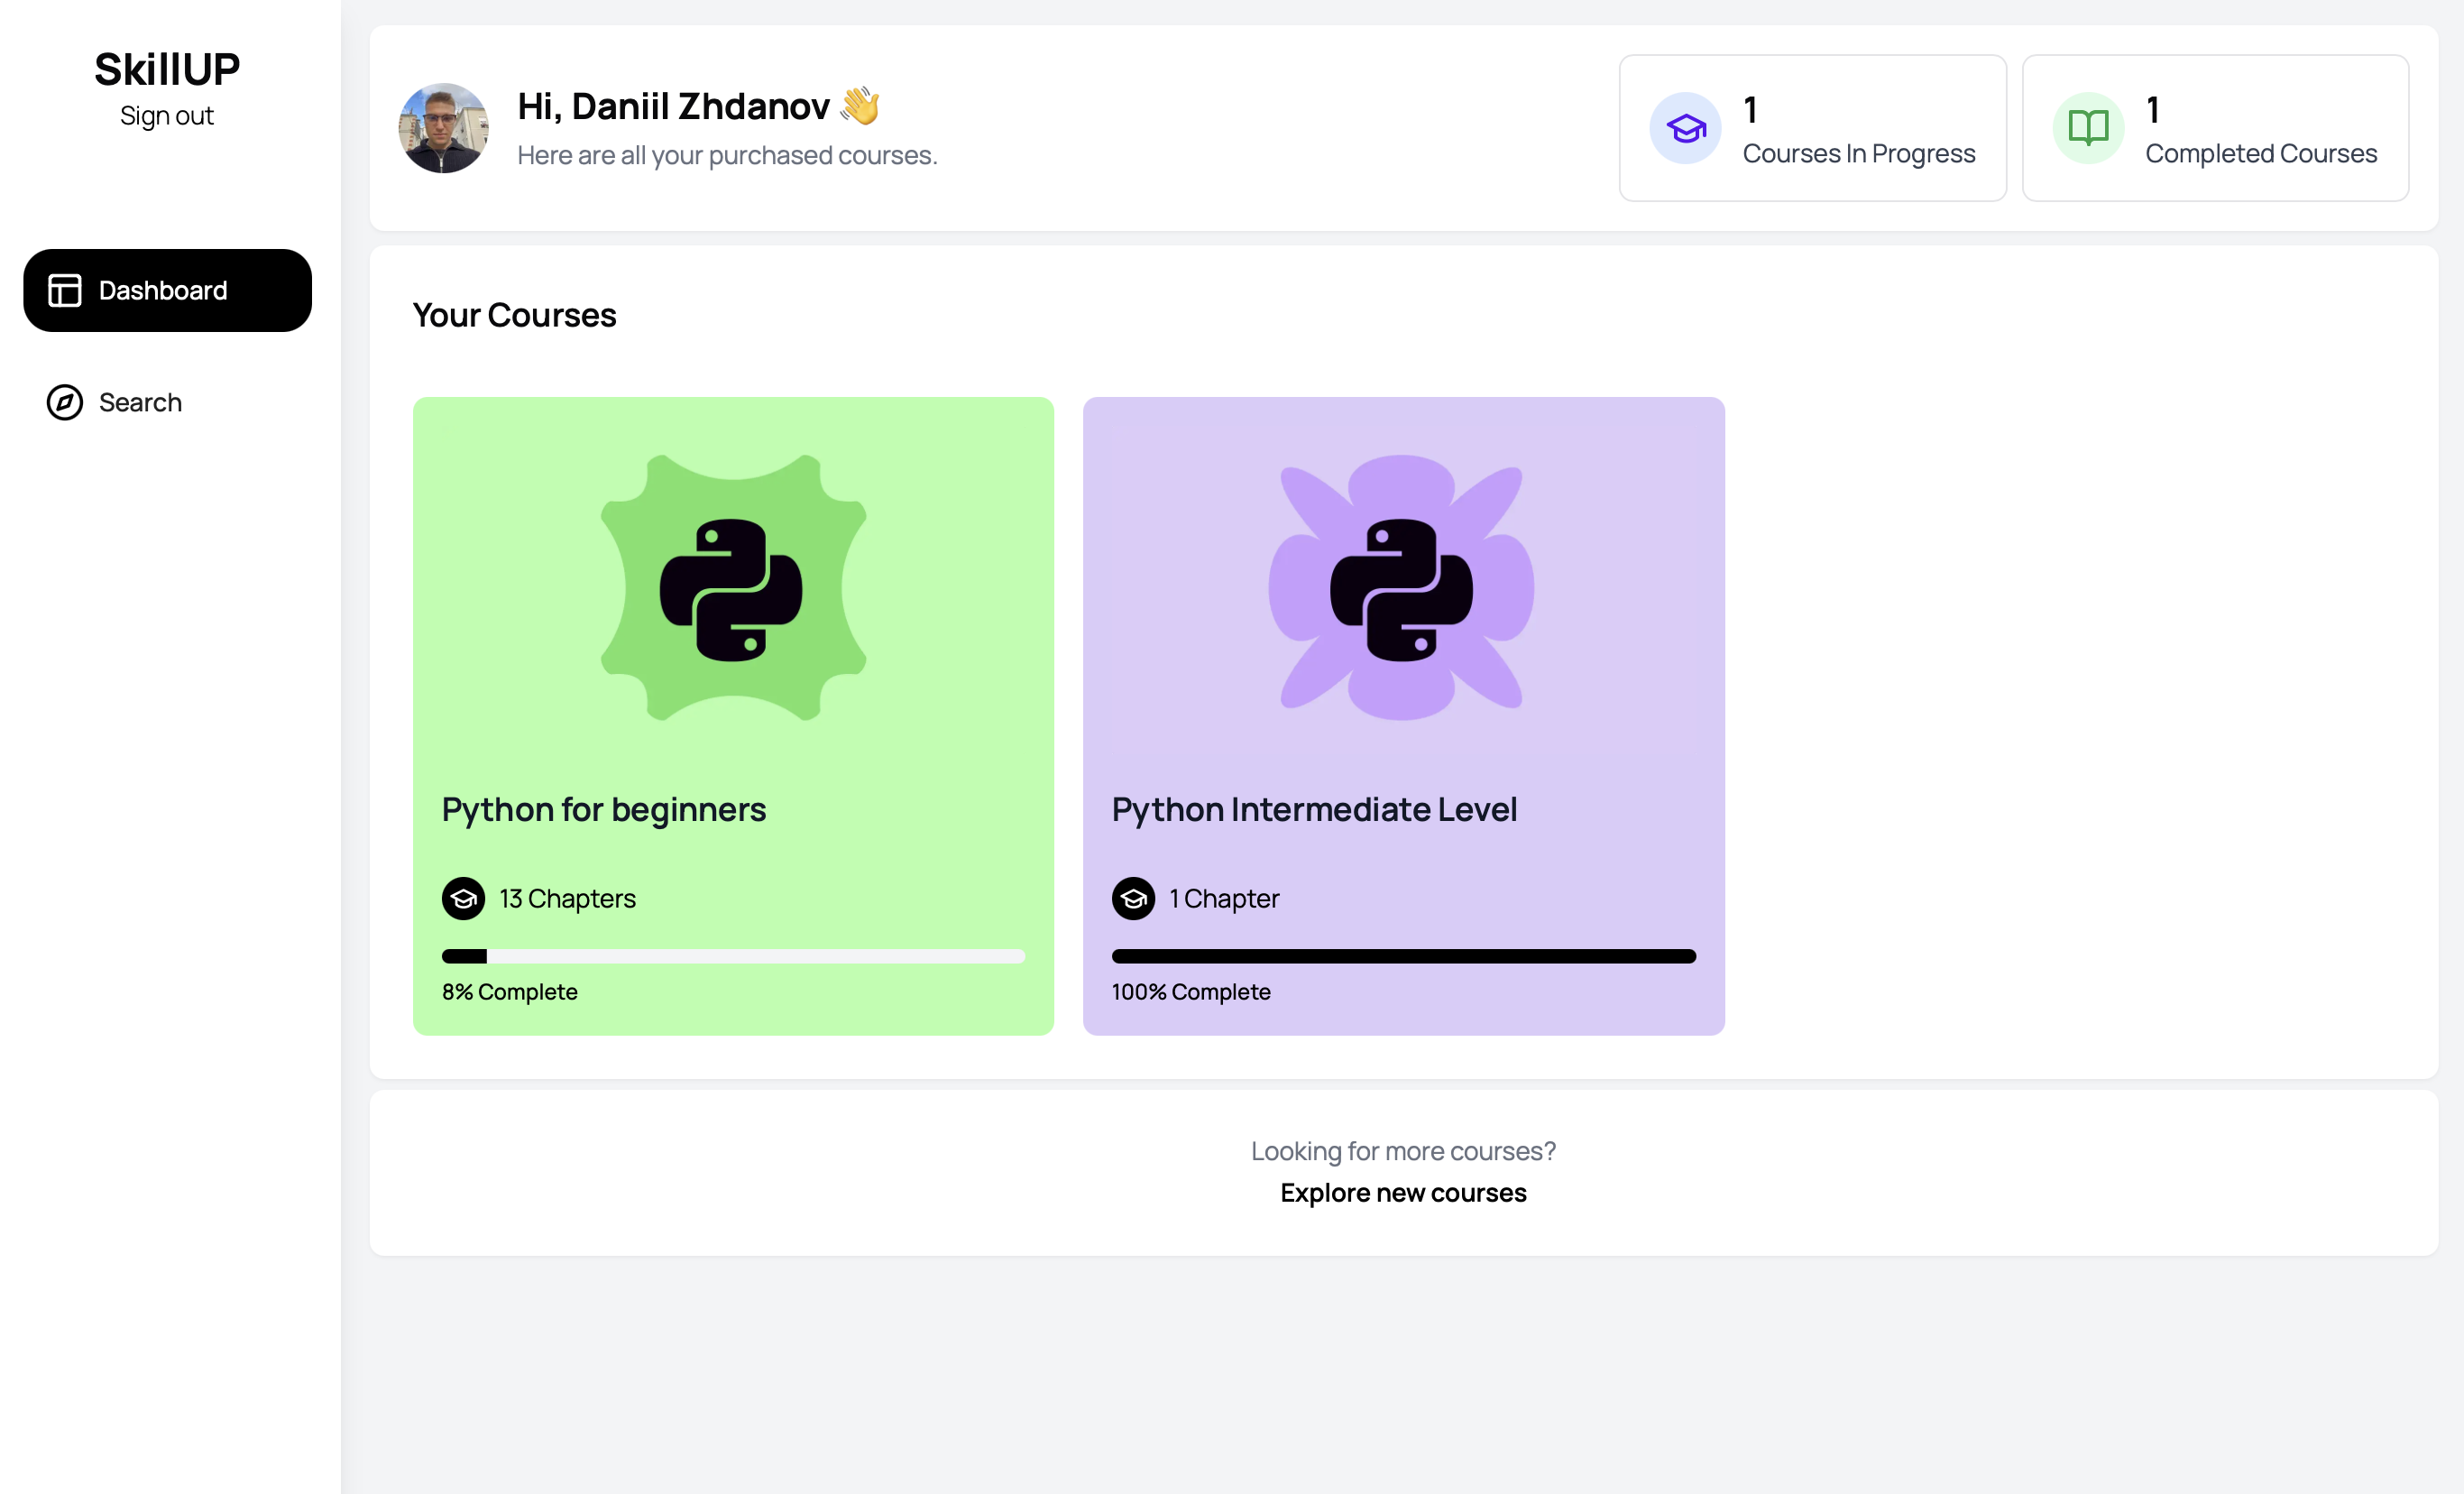 SkillUP
Sign out
Dashboard
Search
Hi, Daniil Zhdanov 👋
Here are all your purchased courses.
1
Courses In Progress
1
Completed Courses
Your Courses
Python for beginners
13 Chapters
8% Complete
Python Intermediate Level
1 Chapter
100% Complete
Looking for more courses?
Explore new courses